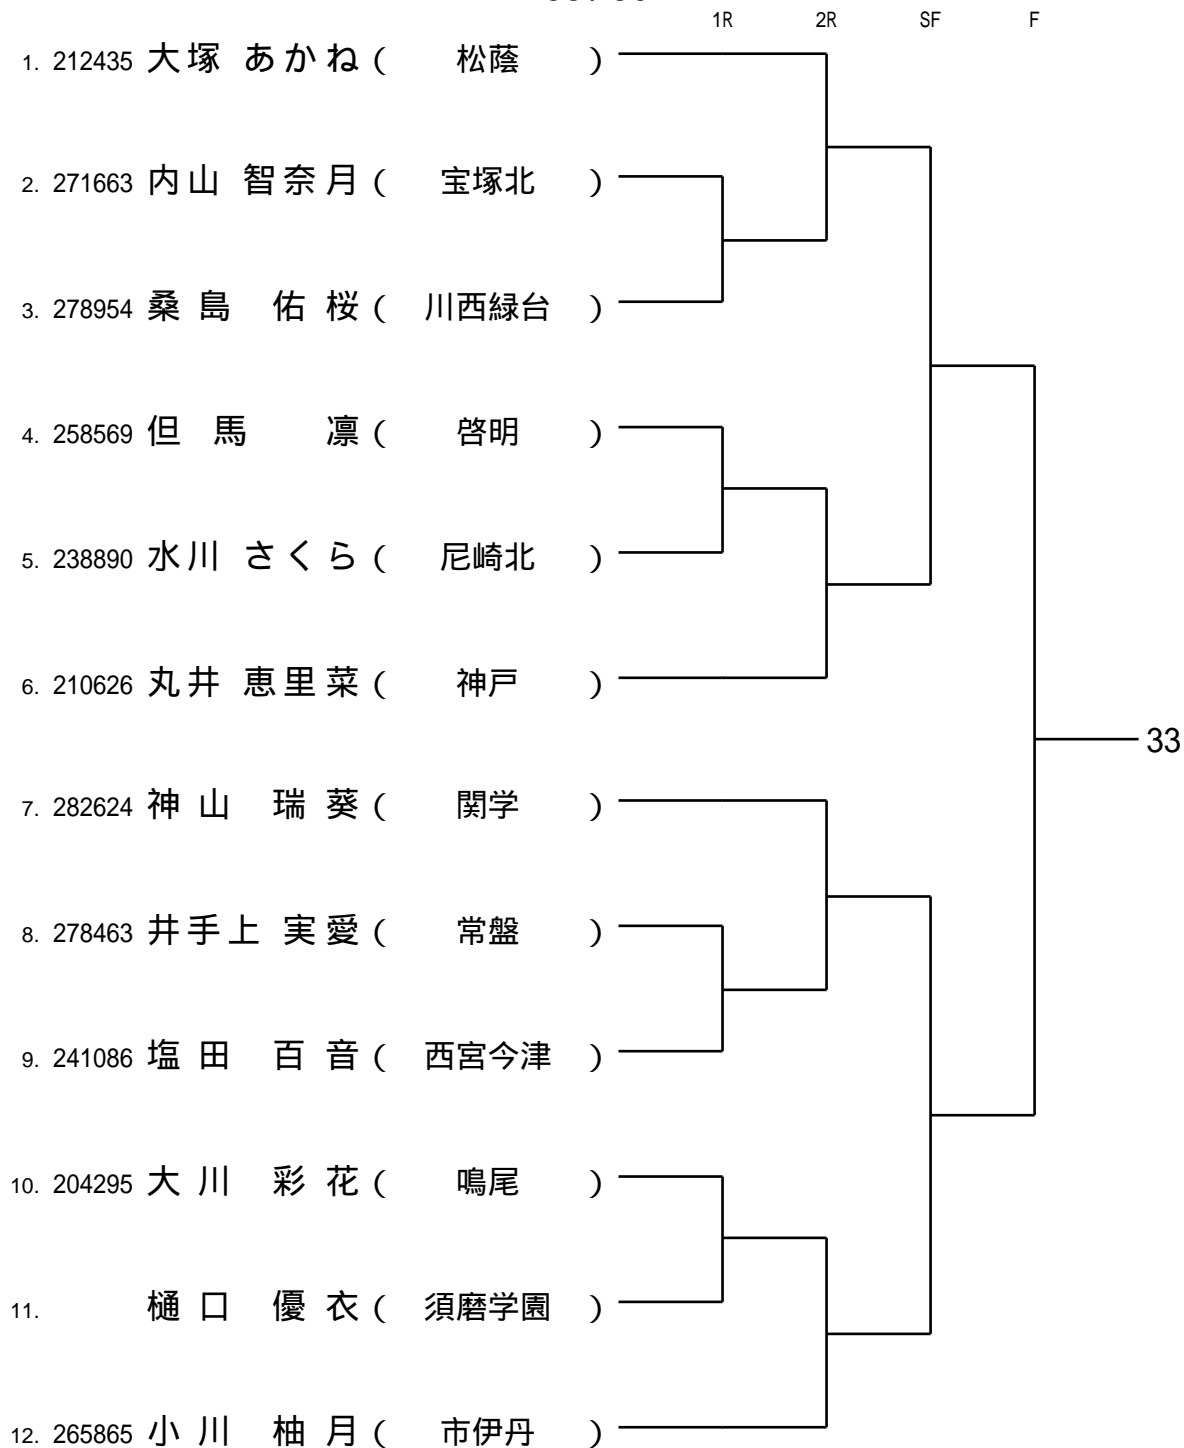 1R 2R SF F
1. 212435 大塚 あかね ( 松蔭 )
2. 271663 内山 智奈月 ( 宝塚北 )
3. 278954 桑島 佑桜 ( 川西緑台 )
4. 258569 但馬 凛 ( 啓明 )
5. 238890 水川 さくら ( 尼崎北 )
6. 210626 丸井 恵里菜 ( 神戸 )
33
7. 282624 神山 瑞葵 ( 関学 )
8. 278463 井手上 実愛 ( 常盤 )
9. 241086 塩田 百音 ( 西宮今津 )
10. 204295 大川 彩花 ( 鳴尾 )
11. 樋口 優衣 ( 須磨学園 )
12. 265865 小川 柚月 ( 市伊丹 )